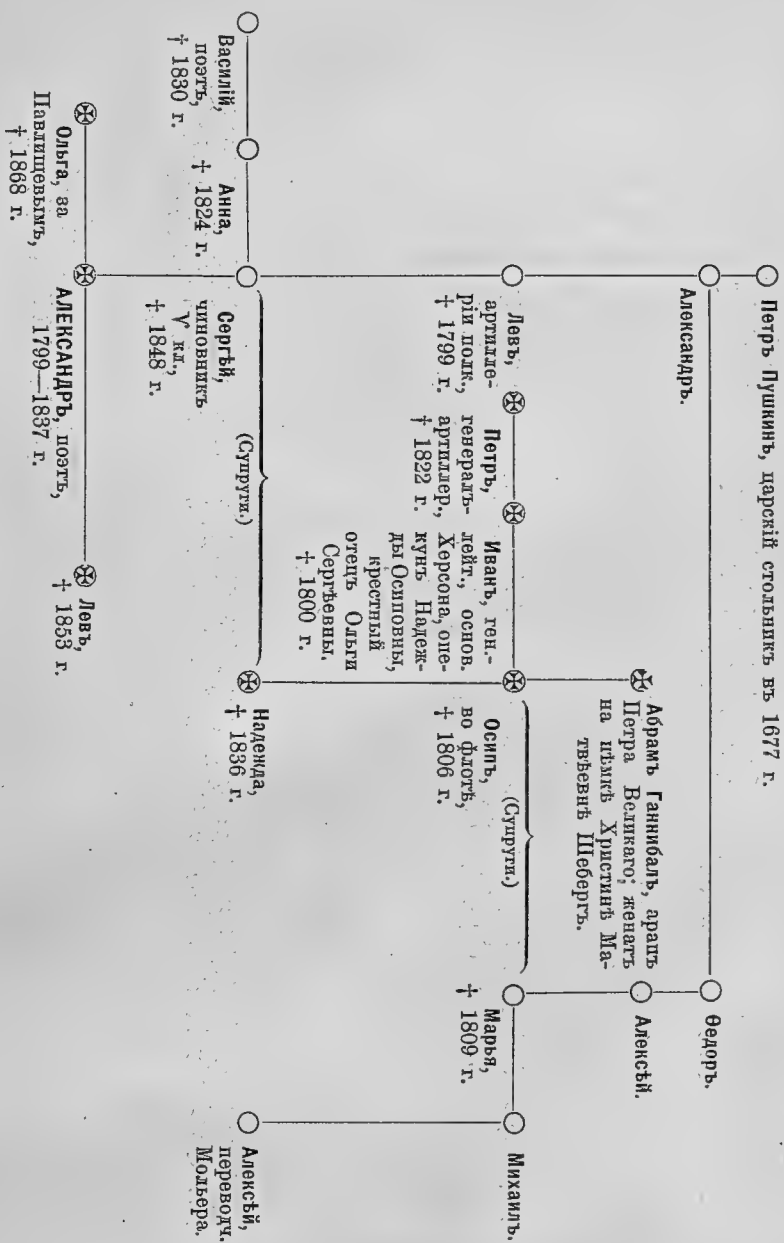 Петръ Пушкинъ, царскій стольникъ въ 1677 г.
Александръ.
Ѳедоръ.
Абрамъ Ганнибалъ, арапъ
Петра Великаго; женатъ
на нѣмкѣ Христинѣ Ма-
твѣевнѣ Шебергъ.
Алексѣй.
Левъ,
артилле-
ріи полк.,
† 1799 г.
Петръ,
генералъ-
артиллер.,
† 1822 г.
Иванъ, ген.-
лейт., основ.
Херсона, опе-
кунъ Надеж-
ды Осиповны,
крестный
отецъ Ольги
Сергѣевны.
† 1800 г.
Осипъ,
во флотѣ,
† 1806 г.
(Супруги.)
Марья,
† 1809 г.
Михаилъ.
Василій,
поэтъ,
† 1830 г.
Анна,
† 1824 г.
Сергѣй,
чиновникъ
V кл.,
† 1848 г.
(Супруги.)
Надежда,
† 1836 г.
Алексѣй,
переводч.
Мольера.
Ольга, за
Павлищевымъ,
† 1868 г.
АЛЕКСАНДРЪ, поэтъ,
1799—1837 г.
Левъ,
† 1853 г.